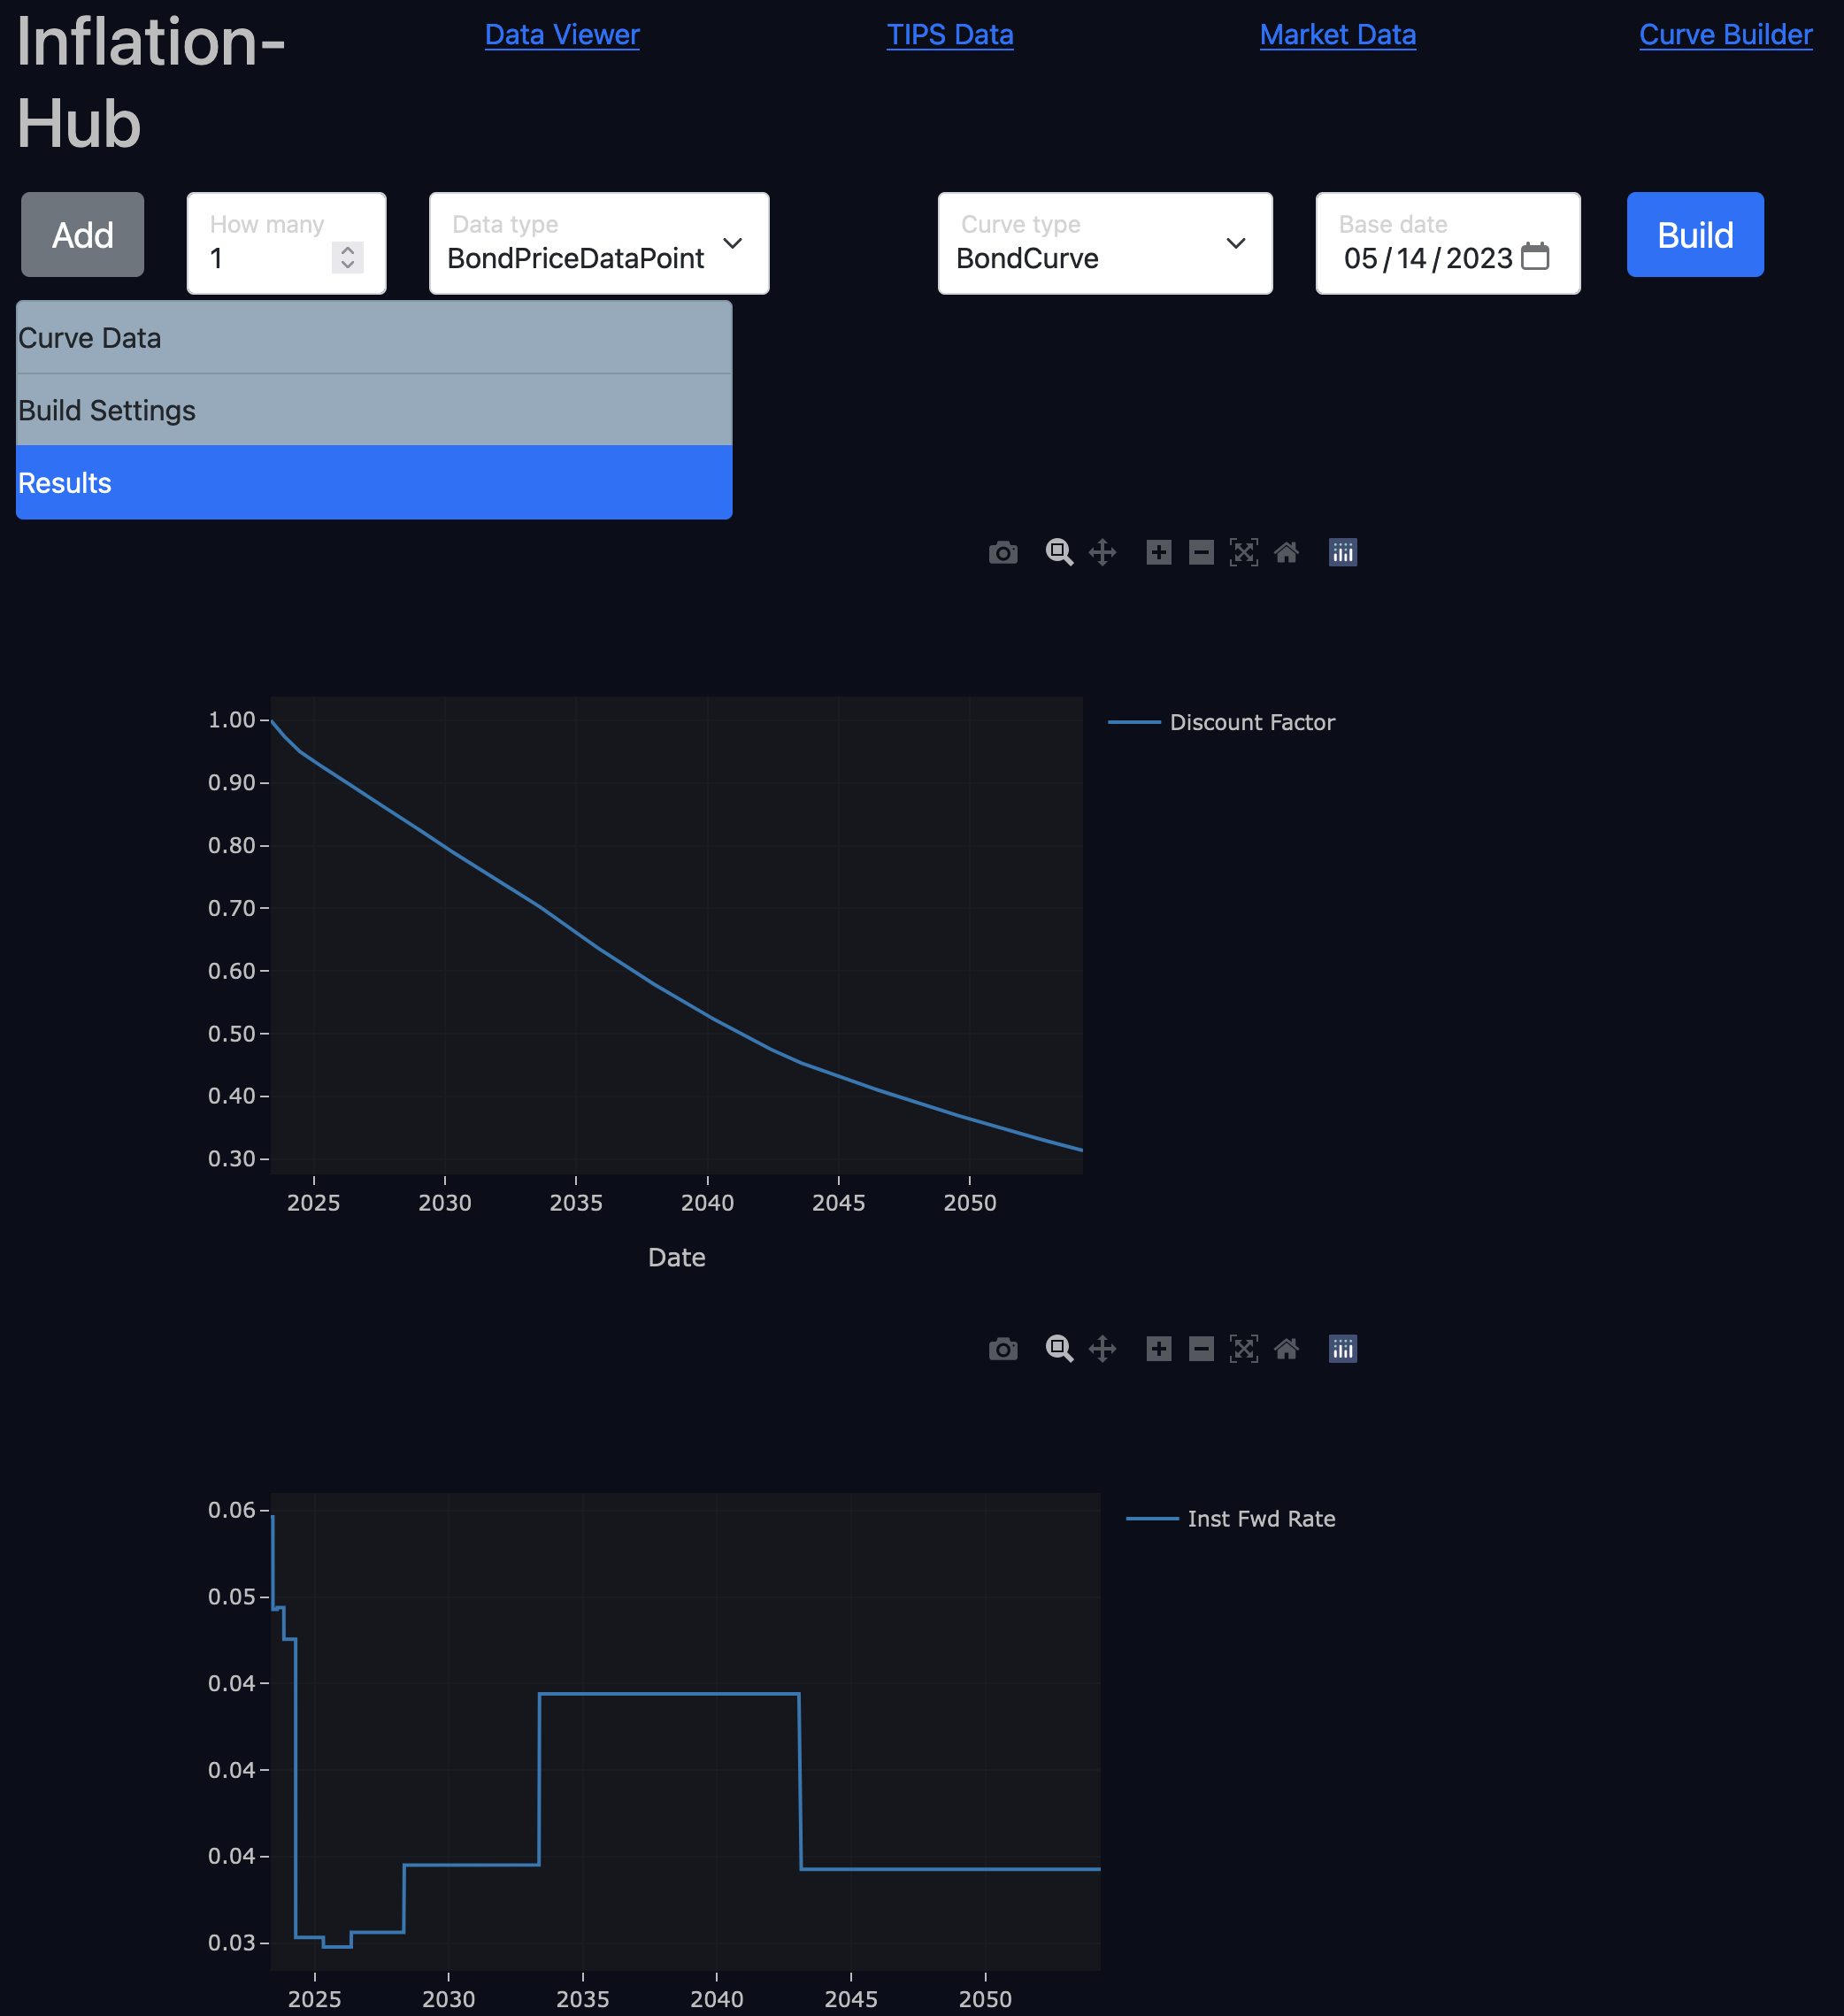 Inflation-
Hub
Data Viewer
TIPS Data
Market Data
Curve Builder
Add
How many
1
Data type
BondPriceDataPoint
Curve type
BondCurve
Base date
05/14/2023
Build
Curve Data
Build Settings
Results
1.00
0.90
0.80
0.70
0.60
0.50
0.40
0.30
2025 2030 2035 2040 2045 2050
Date
Discount Factor
0.06
0.05
0.04
0.04
0.04
0.03
2025 2030 2035 2040 2045 2050
Inst Fwd Rate